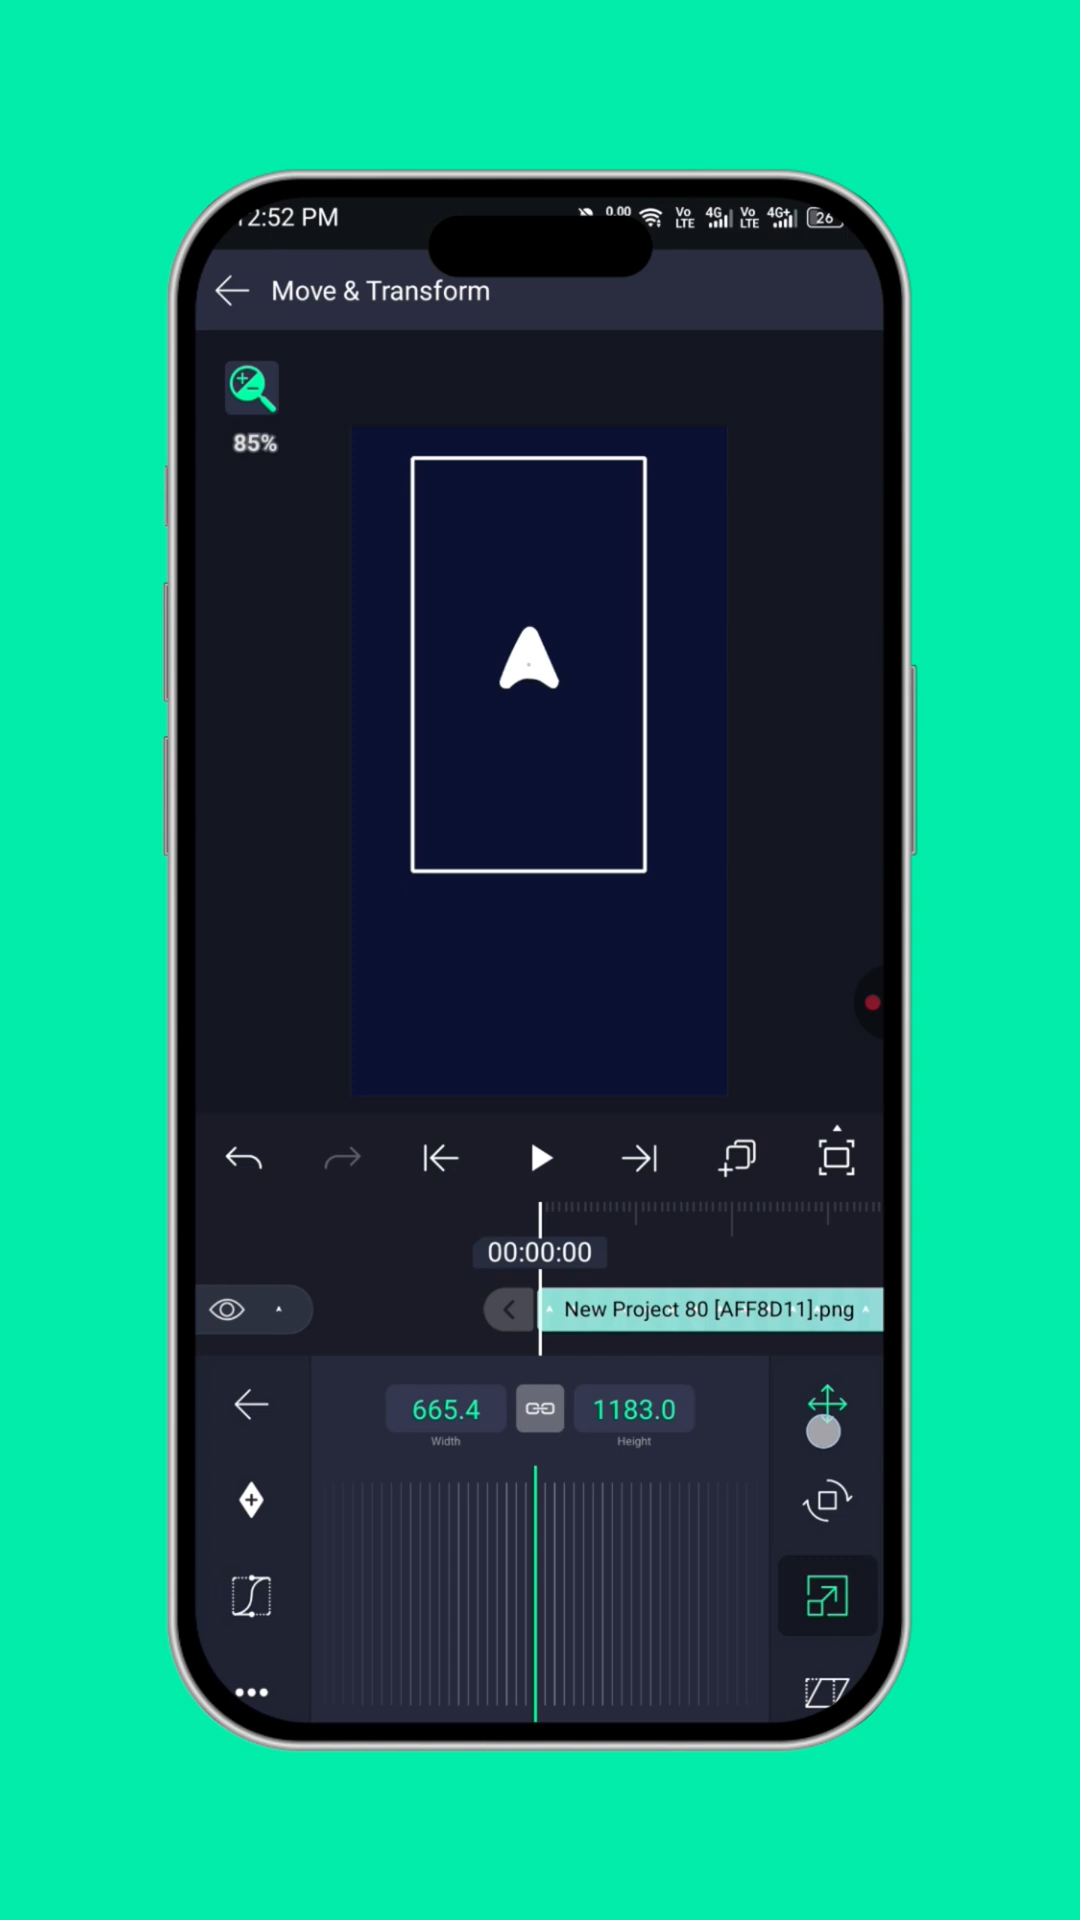 12:52 PM
0.00 Vo LTE 4G Vo LTE 4G+ 26
Move & Transform
85%
00:00:00
New Project 80 [AFF8D11].png
665.4 1183.0
Width Height